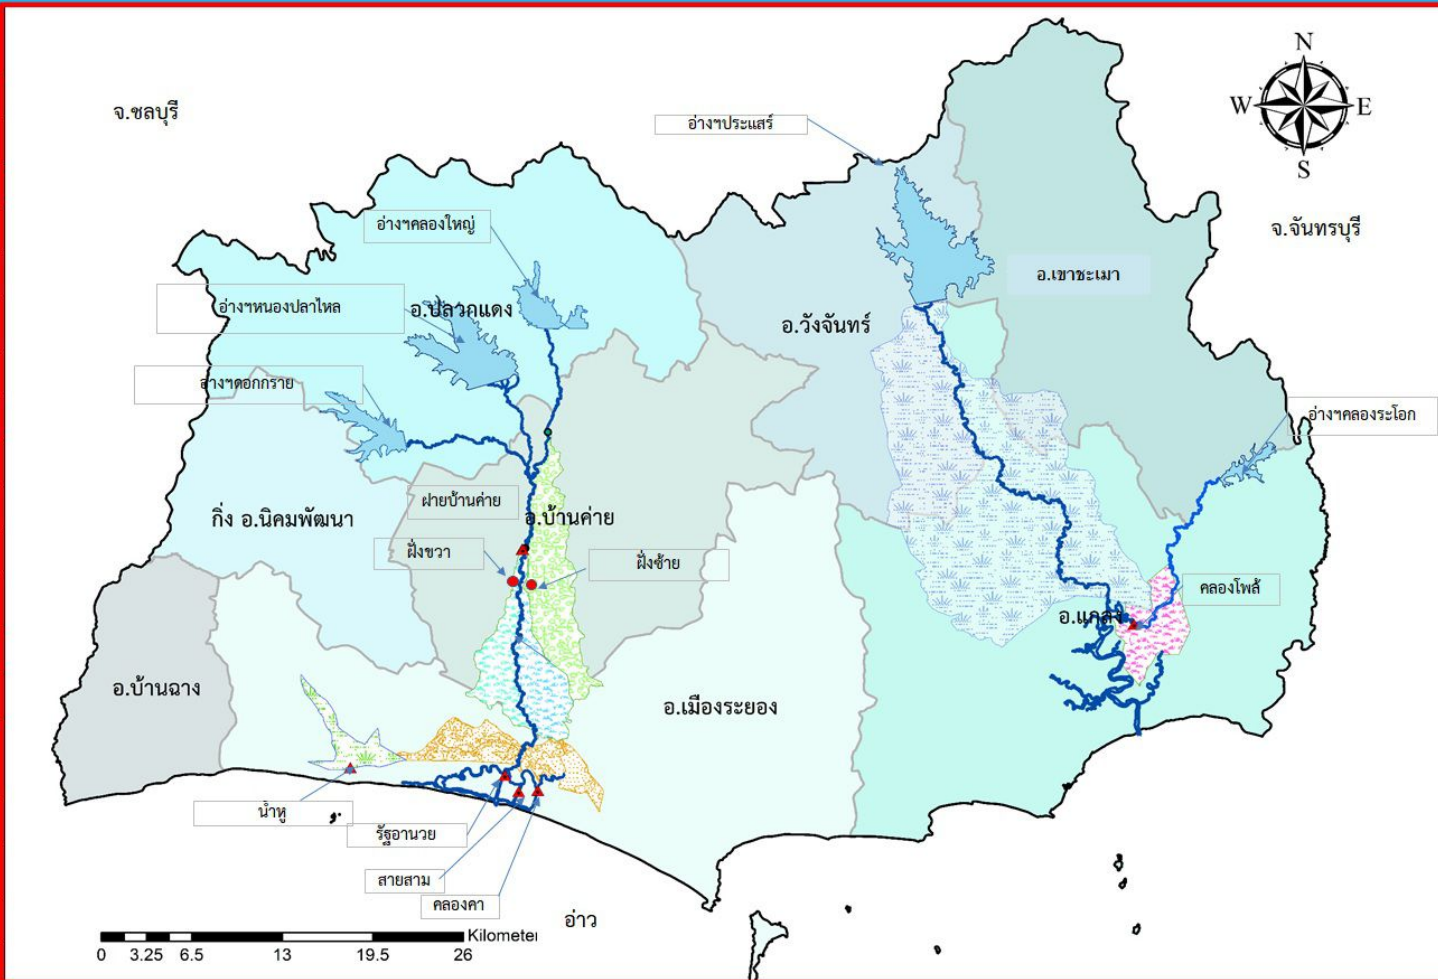 N
จ.ชลบุรี
W
E
อ่างฯประแสร์
S
อ่างฯคลองใหญ่
จ.จันทรบุรี
อ.เขาชะเมา
อ่างฯหนองปลาไหล
อ.ปลวกแดง
อ.วังจันทร์
อ่างฯดอกกราย
อ่างฯคลองระโอก
ฝายบ้านค่าย
กิ่ง อ.นิคมพัฒนา
อ.บ้านค่าย
ฝั่งขวา
ฝั่งซ้าย
คลองโพล้
อ.แกลง
อ.บ้านฉาง
อ.เมืองระยอง
น้ำหู
รัฐอานวย
สายสาม
คลองคา
อ่าว
Kilometer
0 3.25 6.5 13 19.5 26